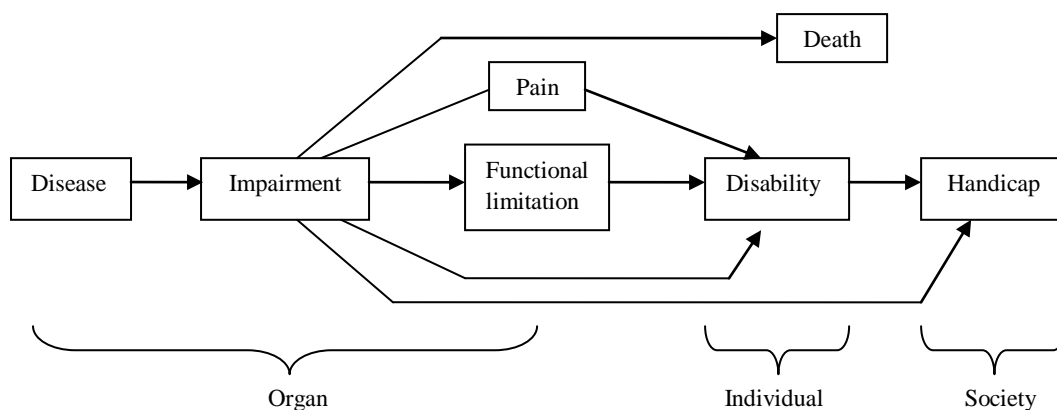 Death
Pain
Disease
Impairment
Functional
limitation
Disability
Handicap
Organ
Individual
Society